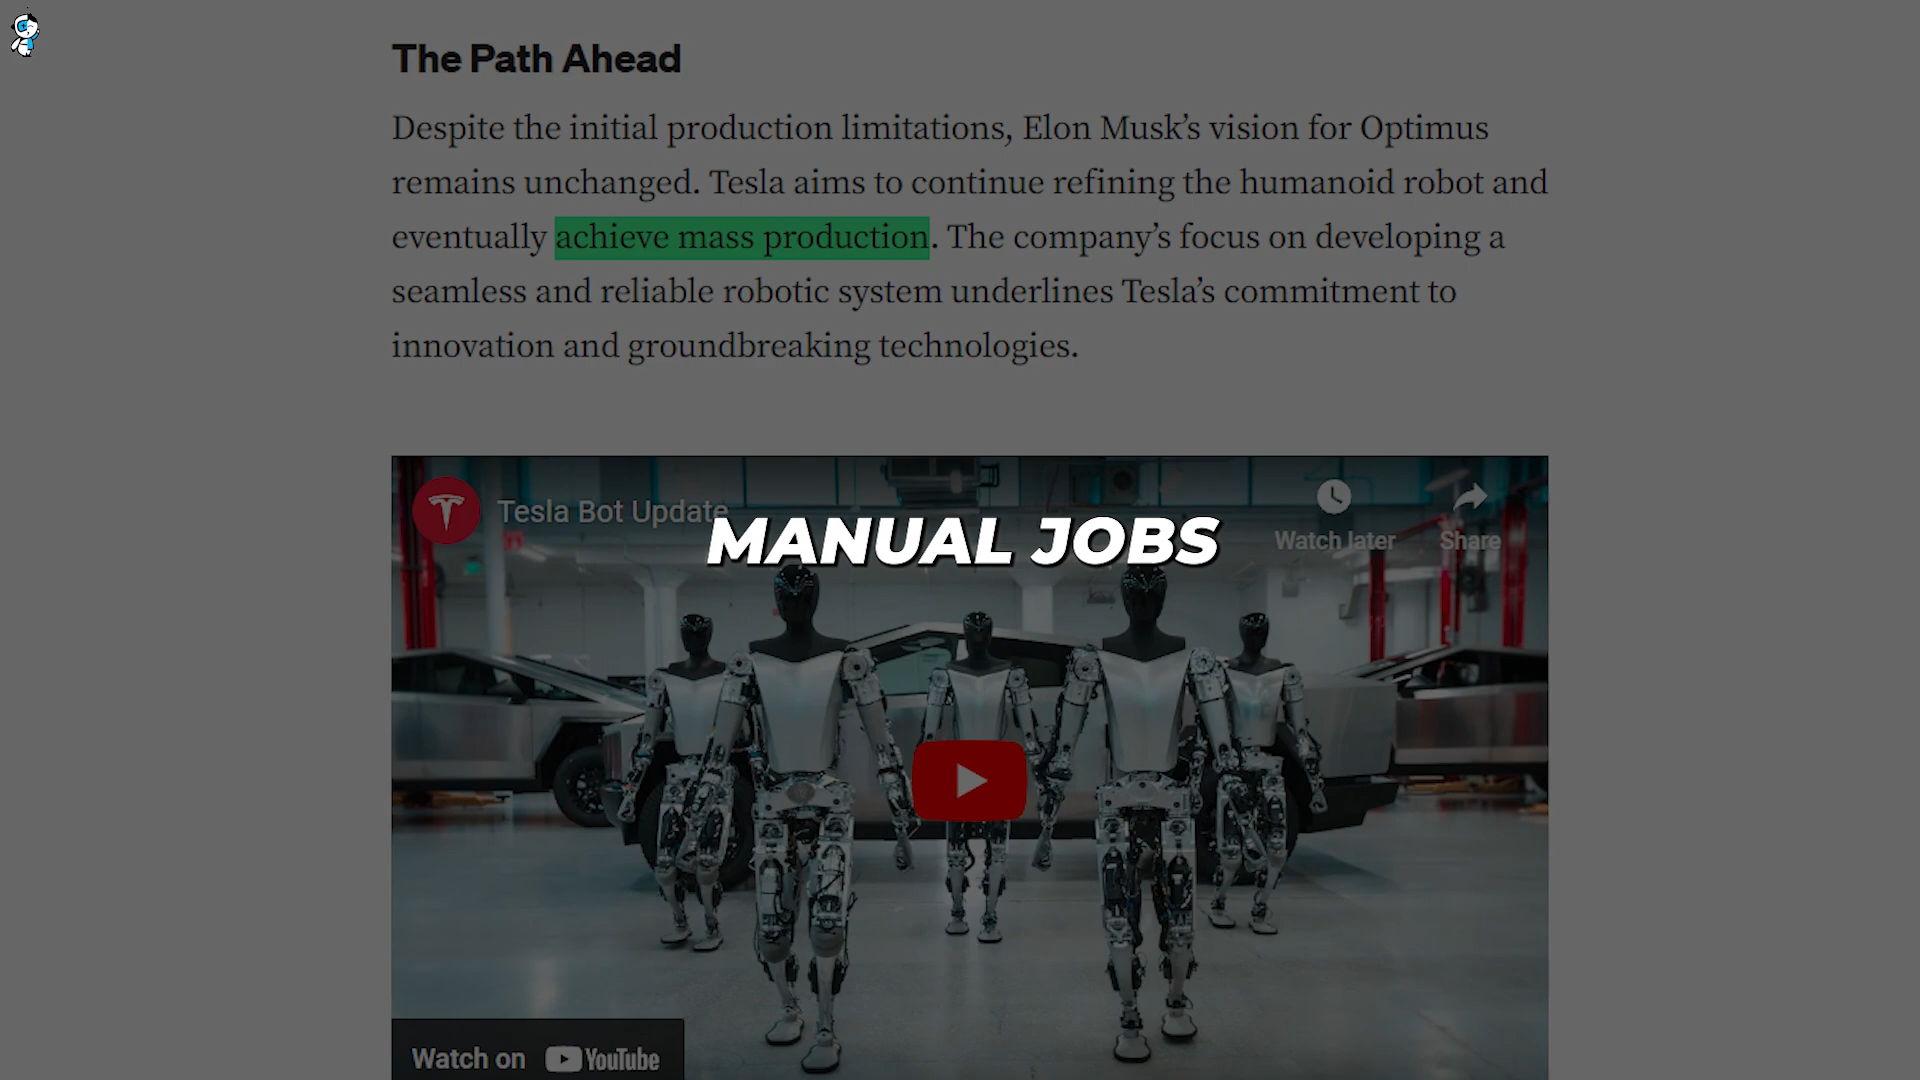 The Path Ahead
Despite the initial production limitations, Elon Musk’s vision for Optimus
remains unchanged. Tesla aims to continue refining the humanoid robot and
eventually achieve mass production. The company’s focus on developing a
seamless and reliable robotic system underlines Tesla’s commitment to
innovation and groundbreaking technologies.
Tesla Bot Update
MANUAL JOBS
Watch later
Share
Watch on YouTube